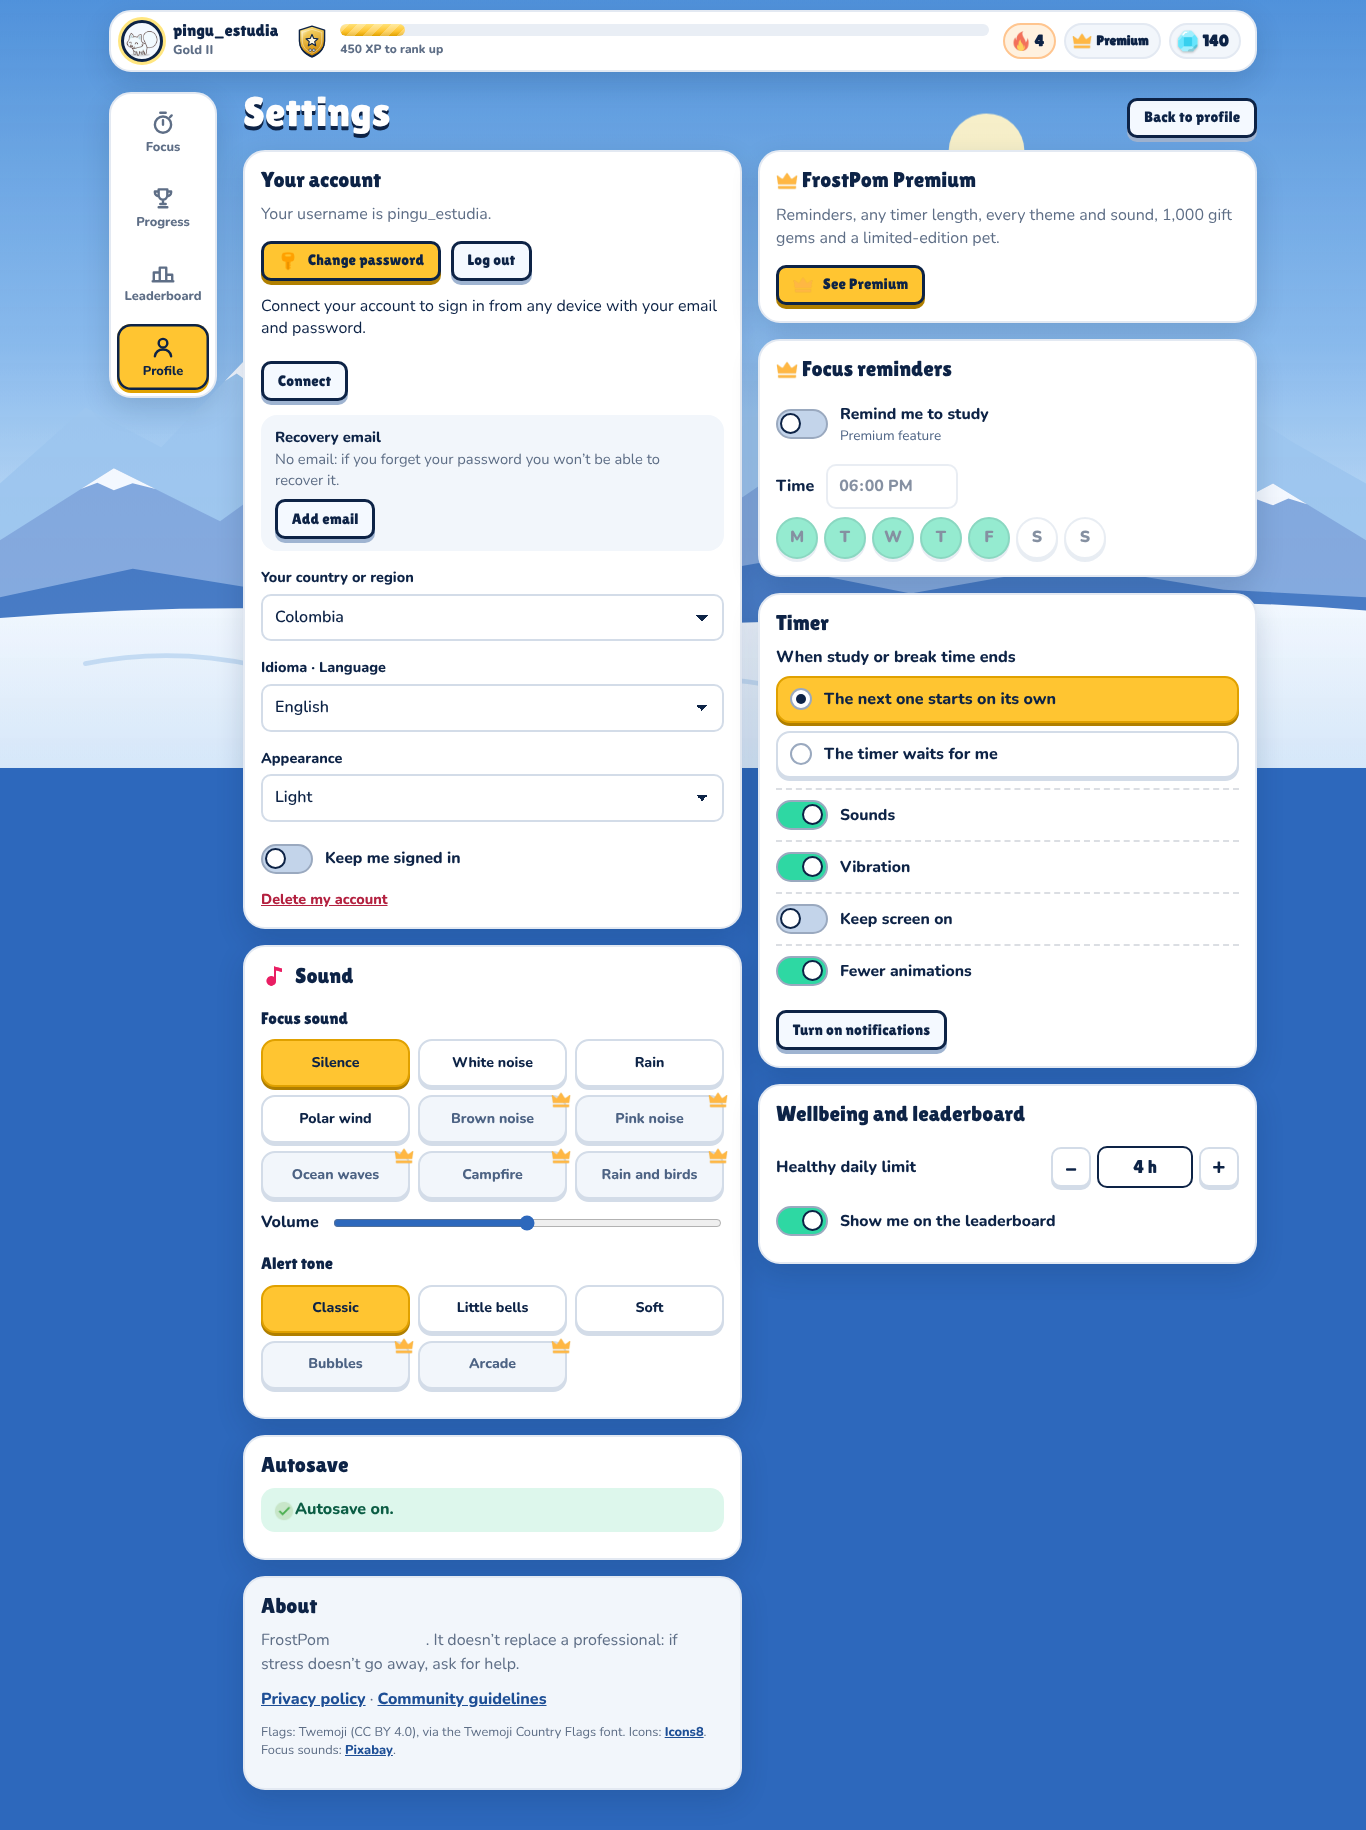 pingu_estudia
Gold II
450 XP to rank up
4
Premium
140
Focus
Progress
Leaderboard
Profile
Settings
Back to profile
Your account
Your username is pingu_estudia.
Change password
Log out
Connect your account to sign in from any device with your email
and password.
Connect
Recovery email
No email: if you forget your password you won't be able to
recover it.
Add email
Your country or region
Colombia
Idioma · Language
English
Appearance
Light
Keep me signed in
Delete my account
Sound
Focus sound
Silence
White noise
Rain
Polar wind
Brown noise
Pink noise
Ocean waves
Campfire
Rain and birds
Volume
Alert tone
Classic
Little bells
Soft
Bubbles
Arcade
Autosave
Autosave on.
About
FrostPom . It doesn't replace a professional: if
stress doesn't go away, ask for help.
Privacy policy · Community guidelines
Flags: Twemoji (CC BY 4.0), via the Twemoji Country Flags font. Icons: Icons8.
Focus sounds: Pixabay.
FrostPom Premium
Reminders, any timer length, every theme and sound, 1,000 gift
gems and a limited-edition pet.
See Premium
Focus reminders
Remind me to study
Premium feature
Time 06:00 PM
M T W T F S S
Timer
When study or break time ends
The next one starts on its own
The timer waits for me
Sounds
Vibration
Keep screen on
Fewer animations
Turn on notifications
Wellbeing and leaderboard
Healthy daily limit
– 4 h +
Show me on the leaderboard